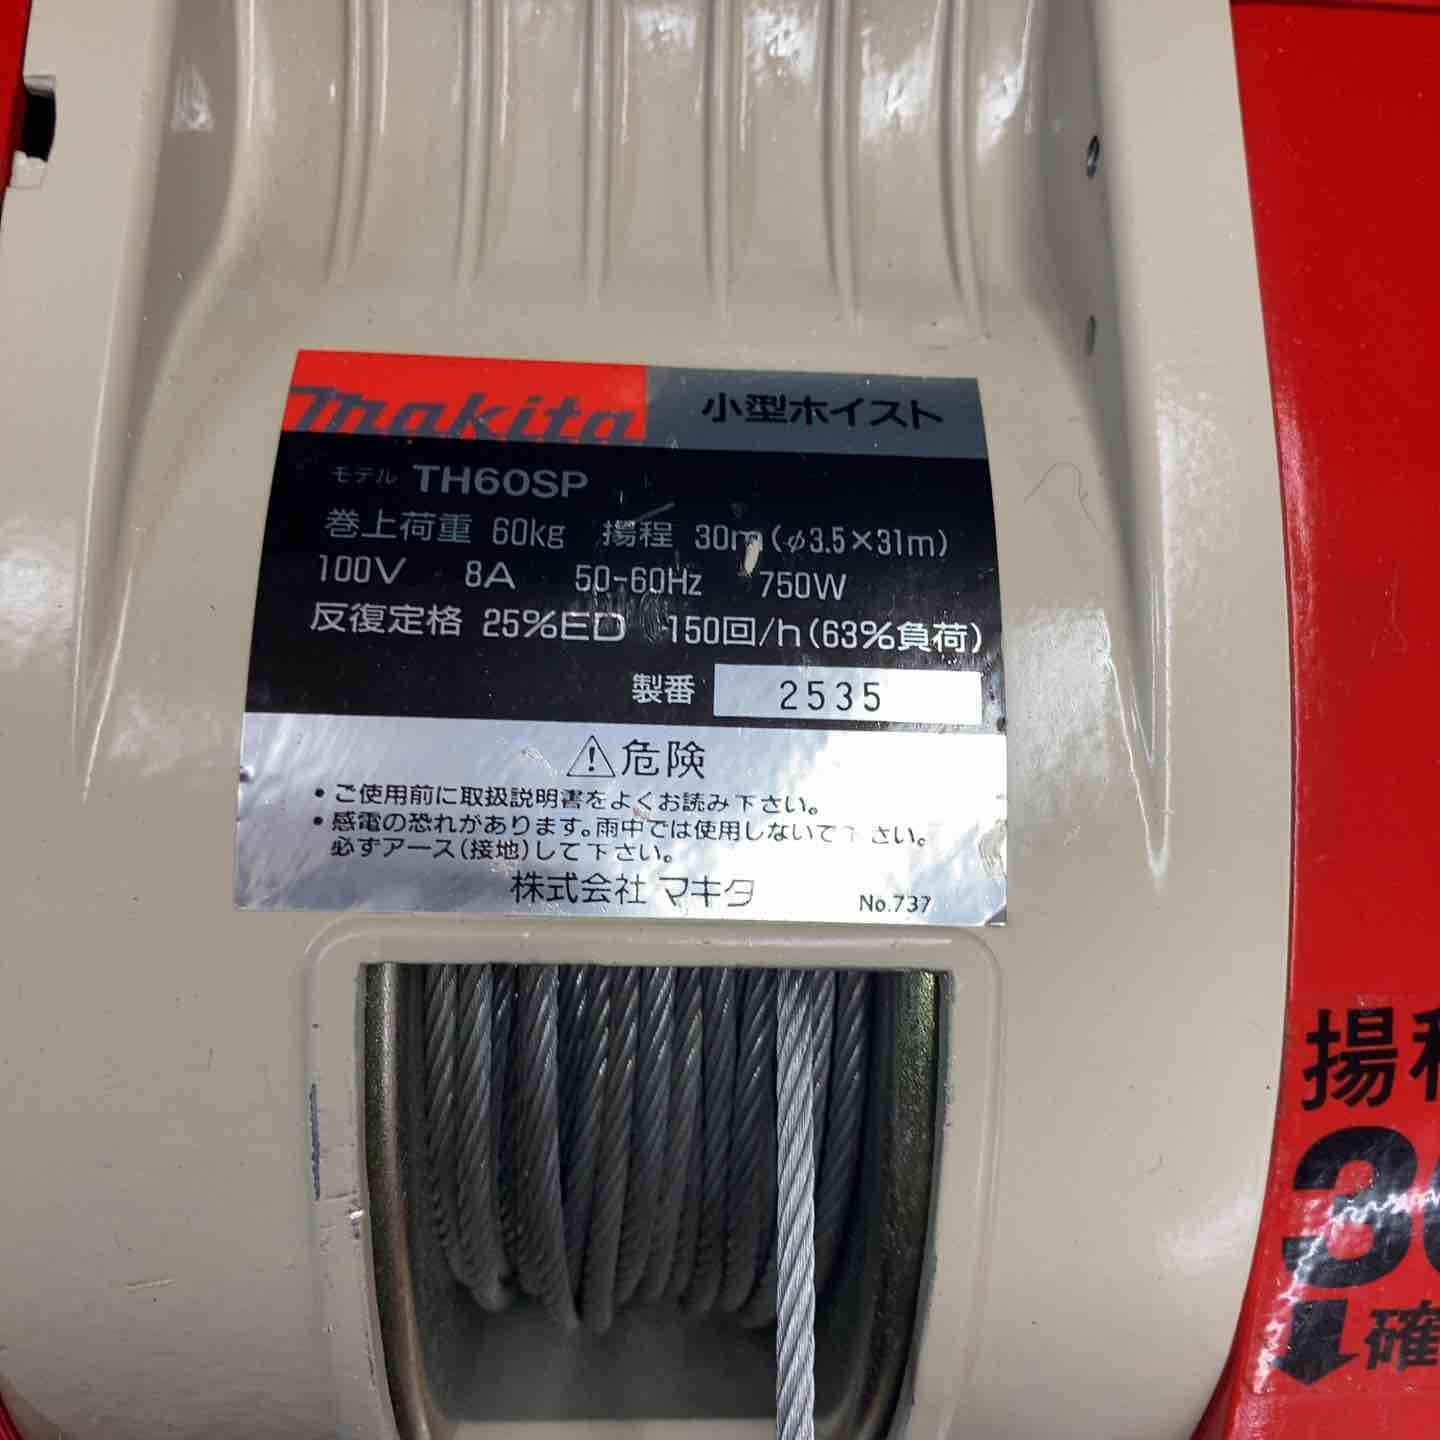 makita 小型ホイスト
モデル TH60SP
巻上荷重 60kg 揚程 30m(φ3.5×31m)
100V 8A 50-60Hz 750W
反復定格 25%ED 150回/h(63%負荷)
製番 2535
⚠危険
•ご使用前に取扱説明書をよくお読み下さい。
•感電の恐れがあります。雨中では使用しないで下さい。
必ずアース(接地)して下さい。
株式会社 マキタ No.737
揚
3
確